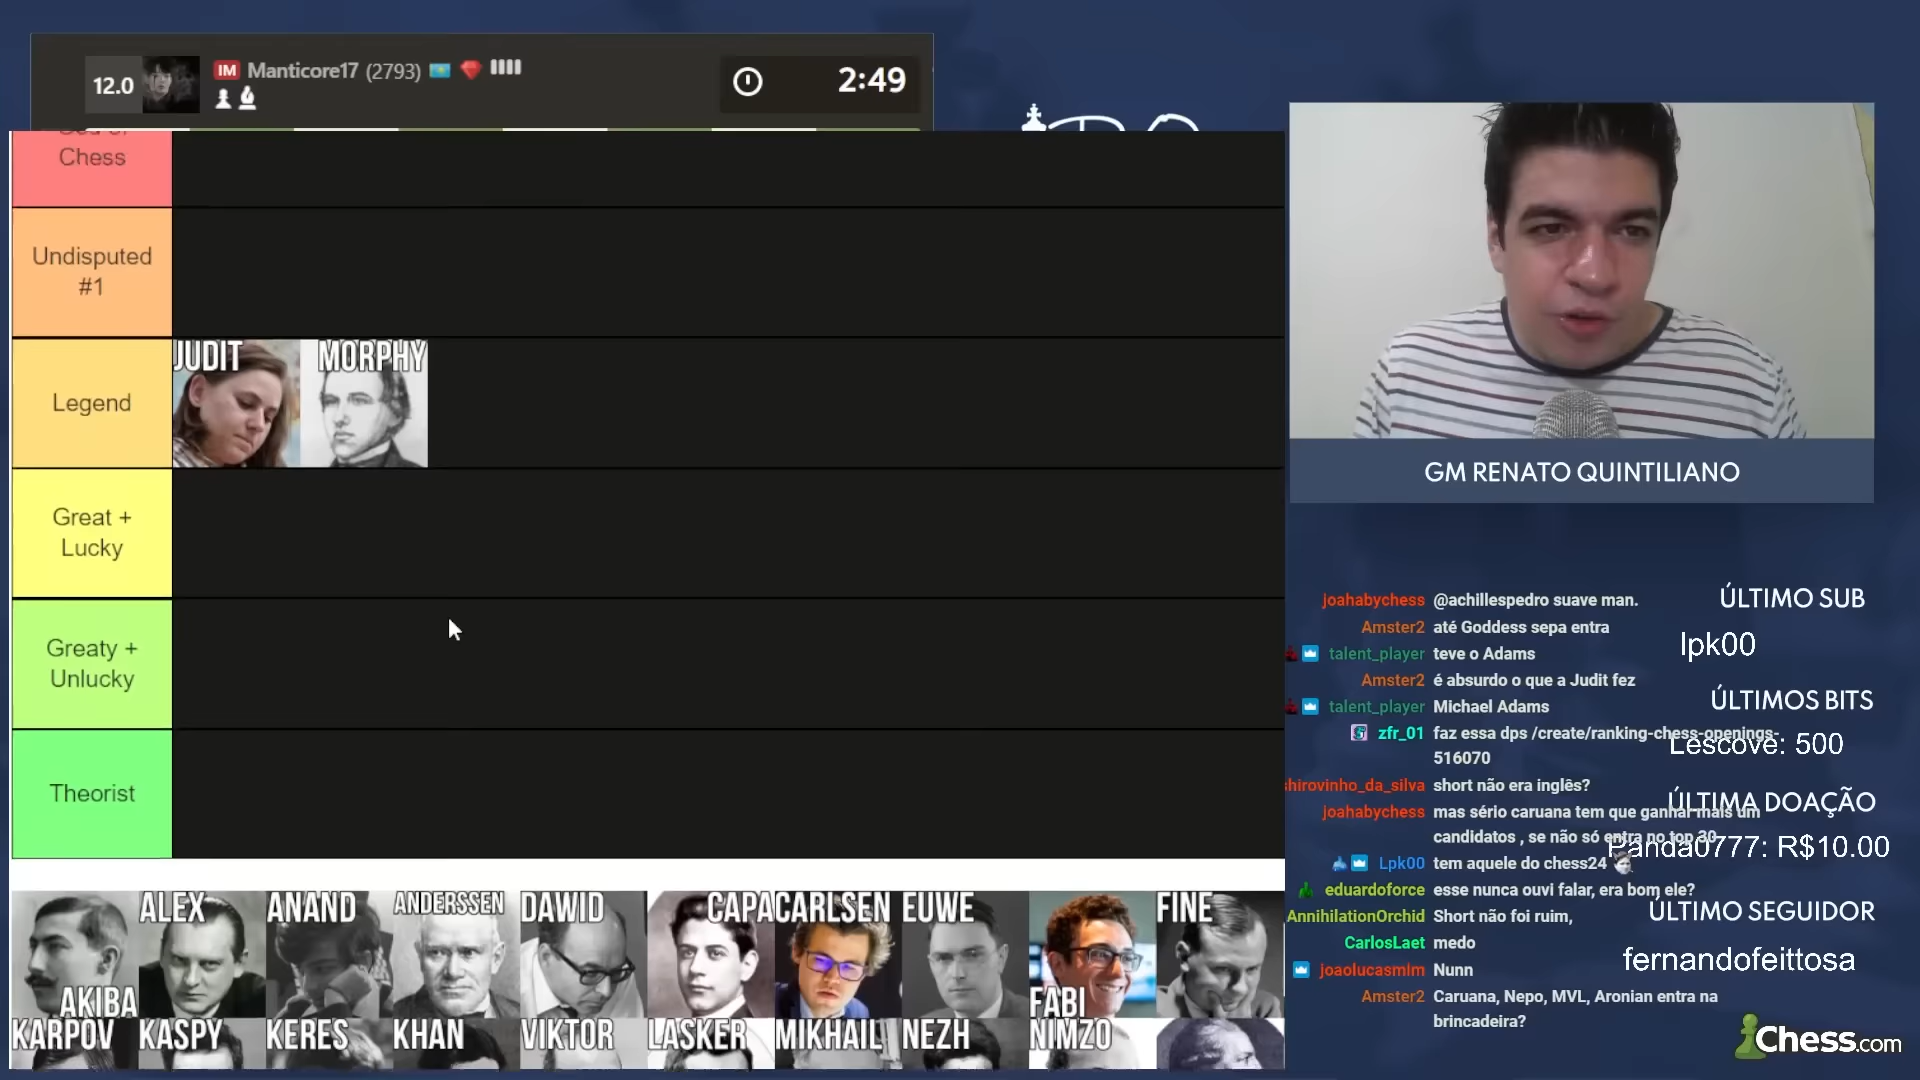 12.0
IM Manticore17 (2793)
2:49
God of
Chess
Undisputed
#1
JUDIT
MORPHY
Legend
Great +
Lucky
Greaty +
Unlucky
Theorist
AKIBA
ALEX
ANAND
ANDERSSEN
DAWID
CAPA
CARLSEN
EUWE
FABI
FINE
KARPOV
KASPY
KERES
KHAN
VIKTOR
LASKER
MIKHAIL
NEZH
NIMZO
GM RENATO QUINTILIANO
joahabychess @achillespedro suave man.
Amster2 até Goddess sepa entra
talent_player teve o Adams
Amster2 é absurdo o que a Judit fez
talent_player Michael Adams
zfr_01 faz essa dps /create/ranking-chess-openings-
516070
shirovinho_da_silva short não era inglês?
joahabychess mas sério caruana tem que ganhar mais um
candidatos , se não só entra no top 30
Lpk00 tem aquele do chess24
eduardoforce esse nunca ouvi falar, era bom ele?
AnnihilationOrchid Short não foi ruim,
CarlosLaet medo
joaolucasmlm Nunn
Amster2 Caruana, Nepo, MVL, Aronian entra na
brincadeira?
ÚLTIMO SUB
lpk00
ÚLTIMOS BITS
Lescove: 500
ÚLTIMA DOAÇÃO
Panda0777: R$10.00
ÚLTIMO SEGUIDOR
fernandofeittosa
Chess.com